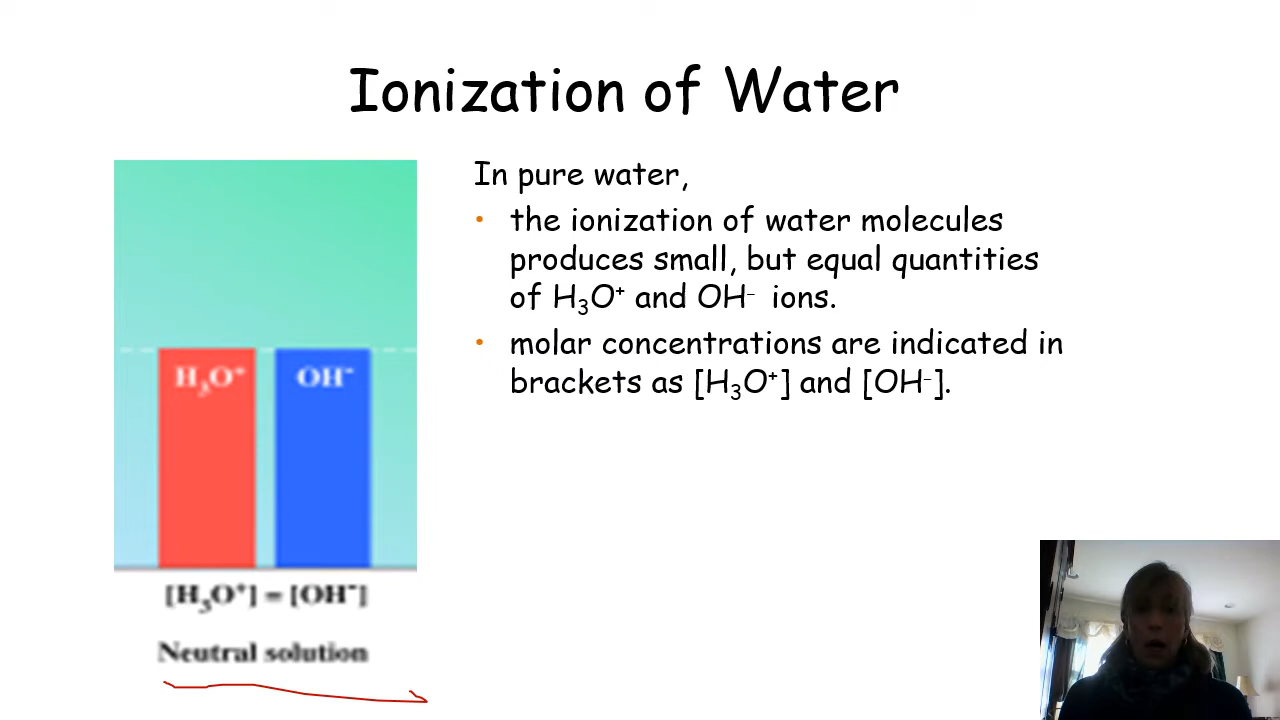 Ionization of Water
In pure water,
• the ionization of water molecules
produces small, but equal quantities
of H₃O⁺ and OH⁻ ions.
• molar concentrations are indicated in
brackets as [H₃O⁺] and [OH⁻].
H₃O⁺ OH⁻
[H₃O⁺] = [OH⁻]
Neutral solution